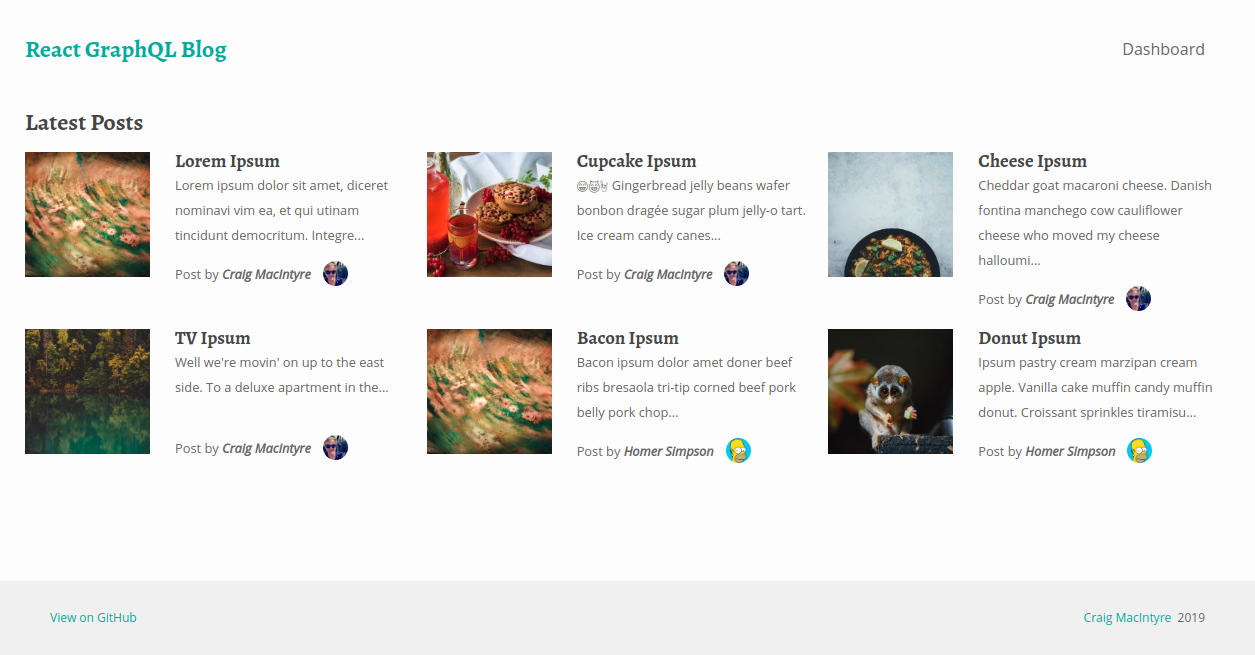 React GraphQL Blog
Dashboard
Latest Posts
Lorem Ipsum
Lorem ipsum dolor sit amet, diceret
nominavi vim ea, et qui utinam
tincidunt democritum. Integre...
Post by Craig MacIntyre
Cupcake Ipsum
😁😈🤘 Gingerbread jelly beans wafer
bonbon dragée sugar plum jelly-o tart.
Ice cream candy canes...
Post by Craig MacIntyre
Cheese Ipsum
Cheddar goat macaroni cheese. Danish
fontina manchego cow cauliflower
cheese who moved my cheese
halloumi...
Post by Craig MacIntyre
TV Ipsum
Well we're movin' on up to the east
side. To a deluxe apartment in the...
Post by Craig MacIntyre
Bacon Ipsum
Bacon ipsum dolor amet doner beef
ribs bresaola tri-tip corned beef pork
belly pork chop...
Post by Homer Simpson
Donut Ipsum
Ipsum pastry cream marzipan cream
apple. Vanilla cake muffin candy muffin
donut. Croissant sprinkles tiramisu...
Post by Homer Simpson
View on GitHub
Craig MacIntyre 2019